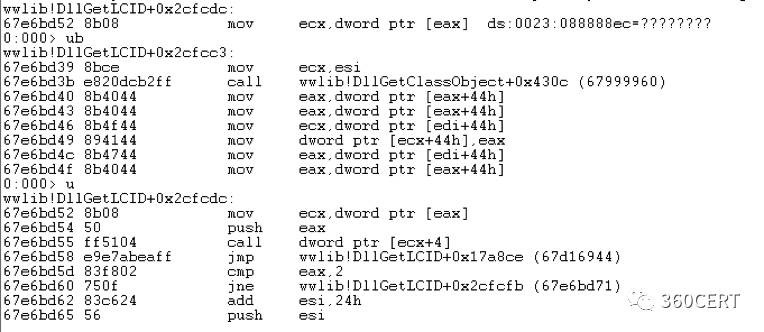 wwlib!DllGetLCID+0x2cfcdc:
67e6bd52 8b08 mov ecx,dword ptr [eax] ds:0023:088888ec=????????
0:000> ub
wwlib!DllGetLCID+0x2cfcc3:
67e6bd39 8bce mov ecx,esi
67e6bd3b e820dcb2ff call wwlib!DllGetClassObject+0x430c (67999960)
67e6bd40 8b4044 mov eax,dword ptr [eax+44h]
67e6bd43 8b4044 mov eax,dword ptr [eax+44h]
67e6bd46 8b4f44 mov ecx,dword ptr [edi+44h]
67e6bd49 894144 mov dword ptr [ecx+44h],eax
67e6bd4c 8b4744 mov eax,dword ptr [edi+44h]
67e6bd4f 8b4044 mov eax,dword ptr [eax+44h]
0:000> u
wwlib!DllGetLCID+0x2cfcdc:
67e6bd52 8b08 mov ecx,dword ptr [eax]
67e6bd54 50 push eax
67e6bd55 ff5104 call dword ptr [ecx+4]
67e6bd58 e9e7abeaff jmp wwlib!DllGetLCID+0x17a8ce (67d16944)
67e6bd5d 83f802 cmp eax,2
67e6bd60 750f jne wwlib!DllGetLCID+0x2cfcfb (67e6bd71)
67e6bd62 83c624 add esi,24h
67e6bd65 56 push esi
360CERT